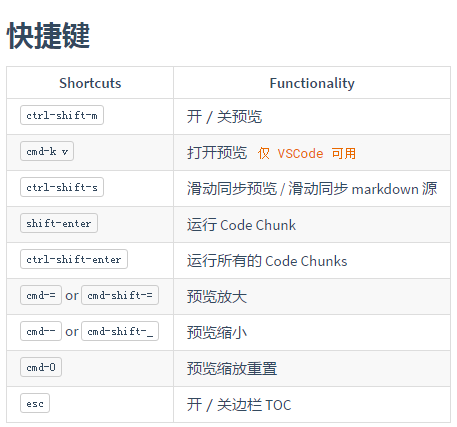 快捷键
Shortcuts Functionality
ctrl-shift-m 开 / 关预览
cmd-k v 打开预览 仅 VSCode 可用
ctrl-shift-s 滑动同步预览 / 滑动同步 markdown 源
shift-enter 运行 Code Chunk
ctrl-shift-enter 运行所有的 Code Chunks
cmd-= or cmd-shift-= 预览放大
cmd-- or cmd-shift-_ 预览缩小
cmd-0 预览缩放重置
esc 开 / 关边栏 TOC